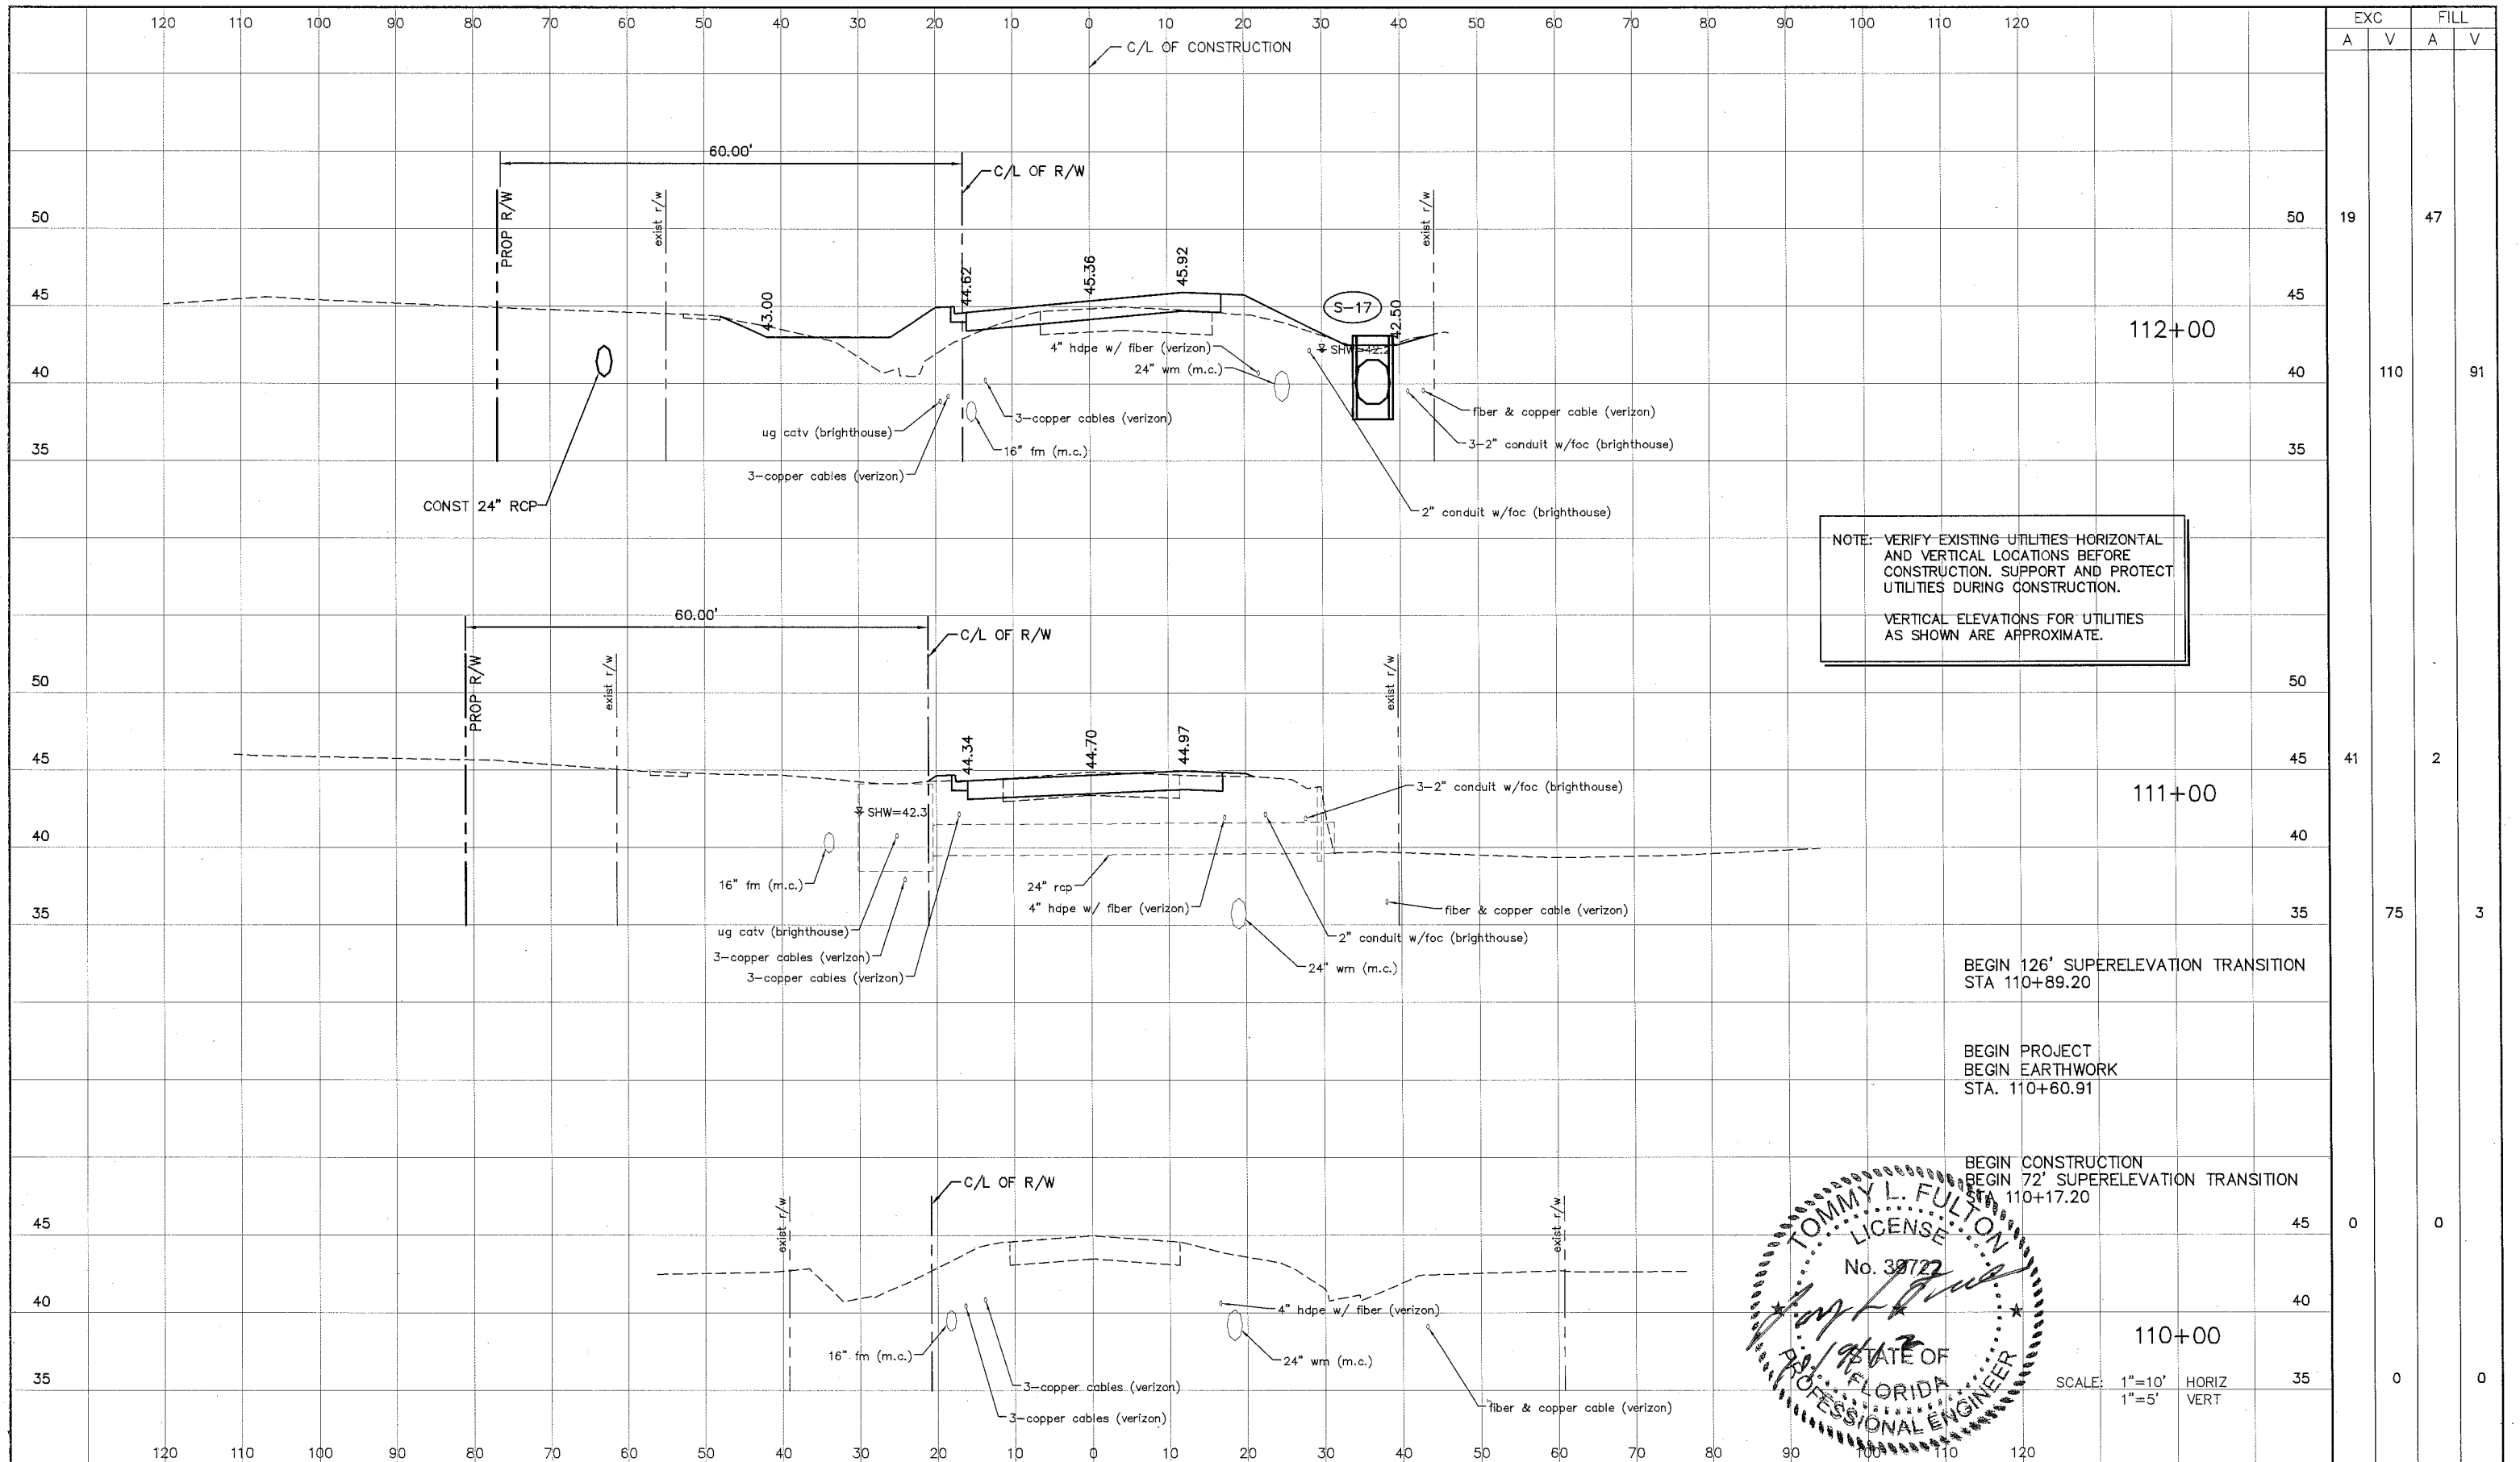 120 110 100 90 80 70 60 50 40 30 20 10 0 10 20 30 40 50 60 70 80 90 100 110 120
EXC FILL
A V A V
C/L OF CONSTRUCTION
60.00'
C/L OF R/W
PROP R/W
exist r/w
exist r/w
50
50
19
47
44.62
45.36
45.92
45
43.00
S-17
42.50
45
112+00
4" hdpe w/ fiber (verizon)
SHW=42.2
24" wm (m.c.)
40
40
110
91
ug catv (brighthouse)
3-copper cables (verizon)
fiber & copper cable (verizon)
16" fm (m.c.)
3-2" conduit w/foc (brighthouse)
35
35
3-copper cables (verizon)
CONST 24" RCP
2" conduit w/foc (brighthouse)
NOTE: VERIFY EXISTING UTILITIES HORIZONTAL
AND VERTICAL LOCATIONS BEFORE
CONSTRUCTION. SUPPORT AND PROTECT
UTILITIES DURING CONSTRUCTION.
VERTICAL ELEVATIONS FOR UTILITIES
AS SHOWN ARE APPROXIMATE.
60.00'
C/L OF R/W
PROP R/W
exist r/w
exist r/w
50
50
44.34
44.70
44.97
45
45
41
2
3-2" conduit w/foc (brighthouse)
111+00
SHW=42.3
40
40
16" fm (m.c.)
24" rcp
4" hdpe w/ fiber (verizon)
fiber & copper cable (verizon)
35
35
75
3
ug catv (brighthouse)
2" conduit w/foc (brighthouse)
3-copper cables (verizon)
24" wm (m.c.)
3-copper cables (verizon)
BEGIN 126' SUPERELEVATION TRANSITION
STA 110+89.20
BEGIN PROJECT
BEGIN EARTHWORK
STA. 110+60.91
BEGIN CONSTRUCTION
BEGIN 72' SUPERELEVATION TRANSITION
STA 110+17.20
C/L OF R/W
exist r/w
exist r/w
45
45
0
0
TOMMY L. FULTON
LICENSE
No. 39722
STATE OF
FLORIDA
PROFESSIONAL ENGINEER
40
40
4" hdpe w/ fiber (verizon)
110+00
16" fm (m.c.)
24" wm (m.c.)
35
35
0
0
3-copper cables (verizon)
SCALE: 1"=10' HORIZ
1"=5' VERT
3-copper cables (verizon)
fiber & copper cable (verizon)
120 110 100 90 80 70 60 50 40 30 20 10 0 10 20 30 40 50 60 70 80 90 100 110 120